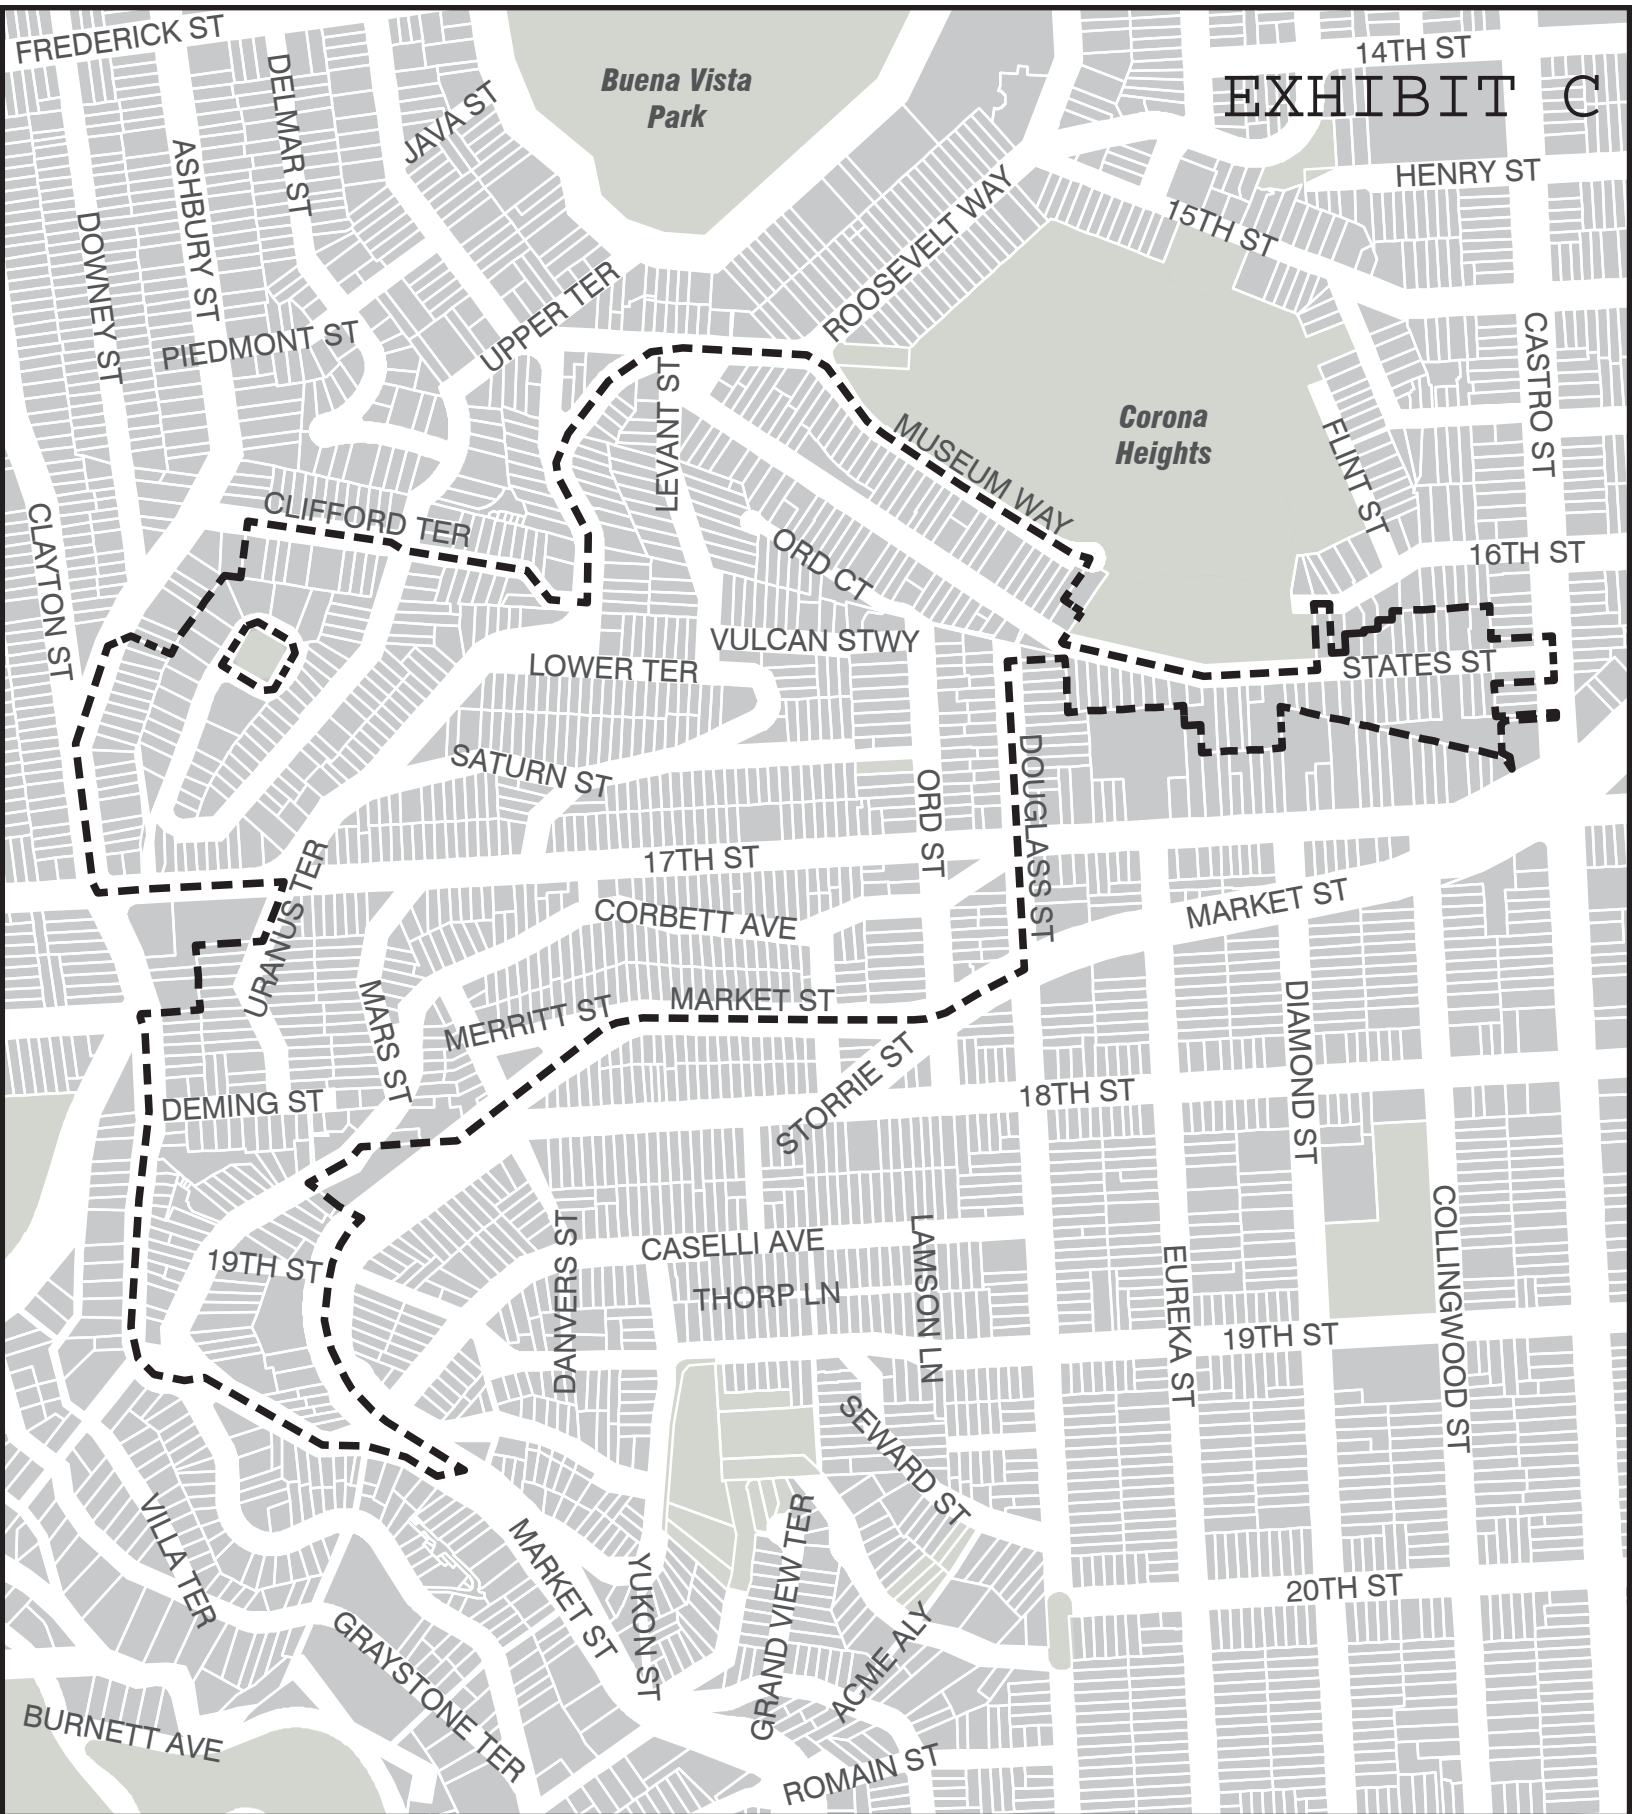 FREDERICK ST
14TH ST
EXHIBIT C
Buena Vista
Park
DELMAR ST
JAVA ST
ASHBURY ST
HENRY ST
DOWNEY ST
15TH ST
ROOSEVELT WAY
UPPER TER
PIEDMONT ST
CASTRO ST
LEVANT ST
MUSEUM WAY
Corona
Heights
FLINT ST
CLIFFORD TER
CLAYTON ST
ORD CT
16TH ST
VULCAN STWY
LOWER TER
STATES ST
SATURN ST
ORD ST
DOUGLASS ST
17TH ST
URANUS TER
CORBETT AVE
MARKET ST
MARS ST
MERRITT ST
MARKET ST
DIAMOND ST
STORRIE ST
18TH ST
DEMING ST
19TH ST
DANVERS ST
CASELLI AVE
THORP LN
LAMSON LN
EUREKA ST
19TH ST
COLLINGWOOD ST
SEWARD ST
VILLA TER
MARKET ST
YUKON ST
GRAND VIEW TER
20TH ST
ACME ALY
GRAYSTONE TER
BURNETT AVE
ROMAIN ST